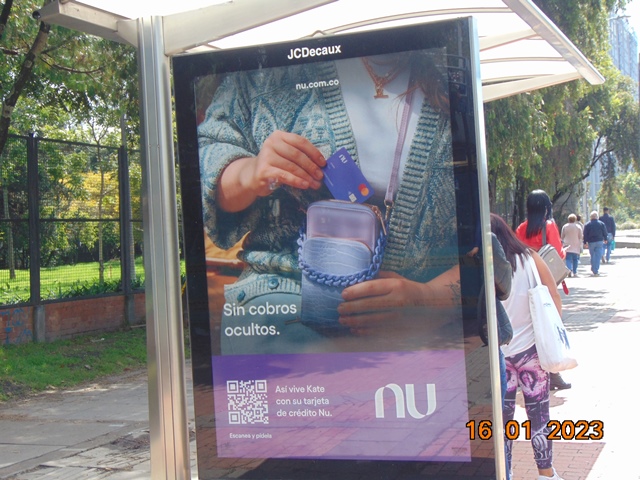 JCDecaux
nu.com.co
nu
Sin cobros
ocultos.
Así vive Kate
con su tarjeta
de crédito Nu.
nu
Escanea y pídela
16 01 2023